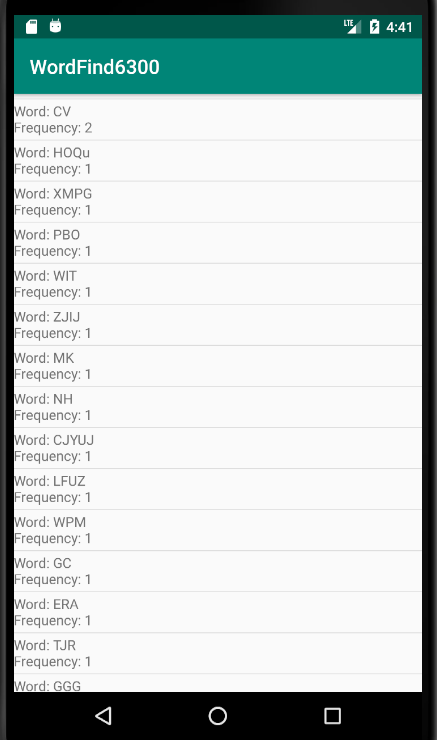 LTE 4:41
WordFind6300
Word: CV
Frequency: 2
Word: HOQu
Frequency: 1
Word: XMPG
Frequency: 1
Word: PBO
Frequency: 1
Word: WIT
Frequency: 1
Word: ZJIJ
Frequency: 1
Word: MK
Frequency: 1
Word: NH
Frequency: 1
Word: CJYUJ
Frequency: 1
Word: LFUZ
Frequency: 1
Word: WPM
Frequency: 1
Word: GC
Frequency: 1
Word: ERA
Frequency: 1
Word: TJR
Frequency: 1
Word: GGG